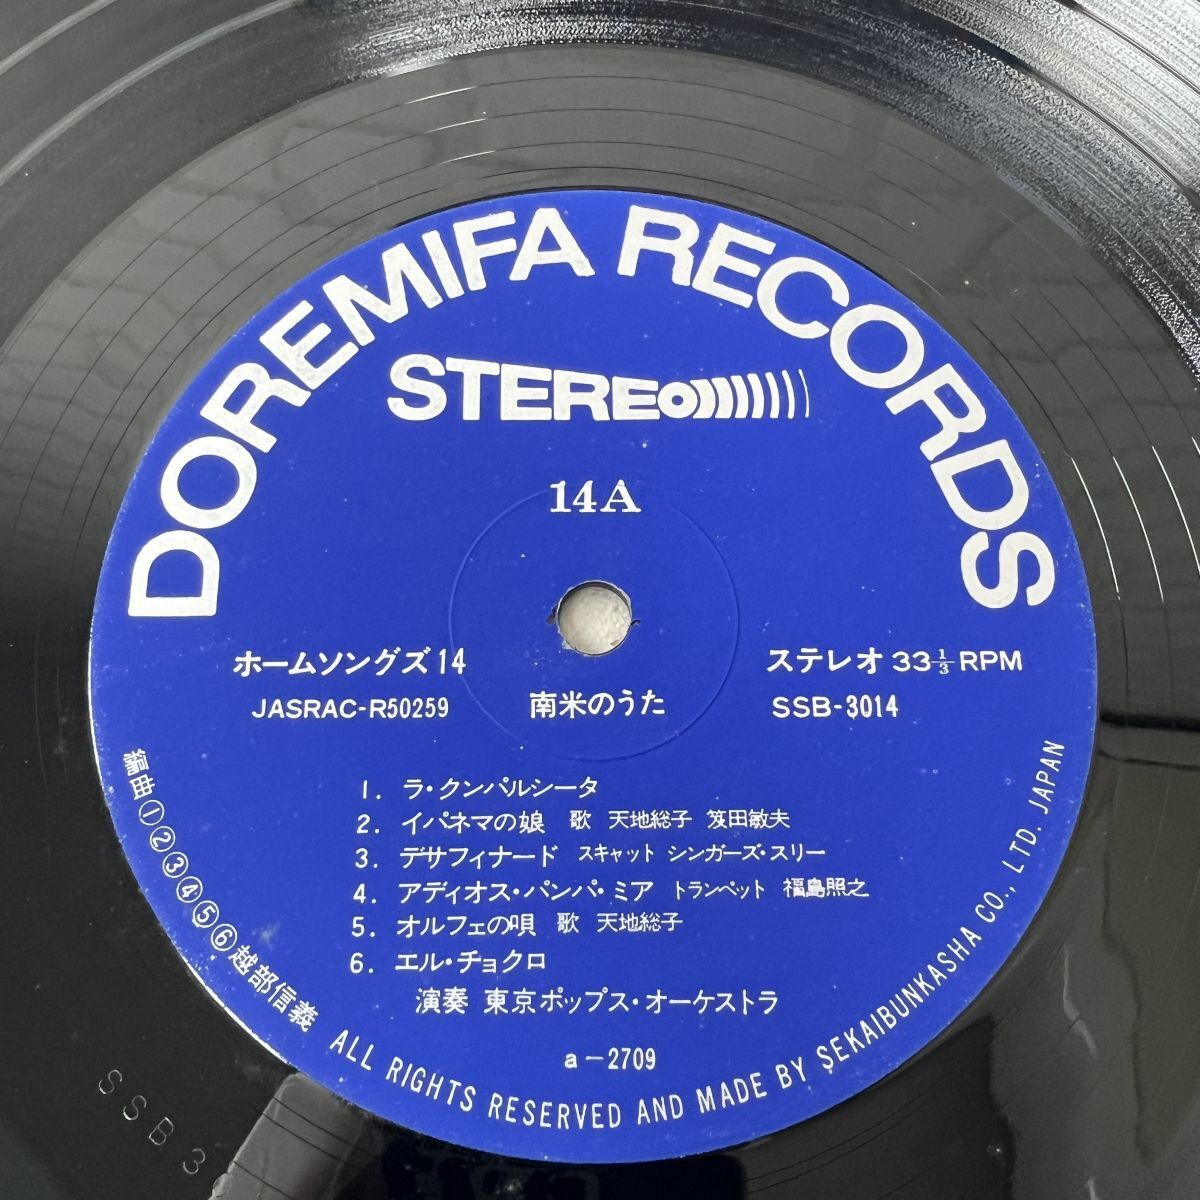 DOREMIFA RECORDS
STEREO
14A
ホームソングズ14
ステレオ 33 1/3 RPM
JASRAC-R50259
南米のうた
SSB-3014
1. ラ・クンパルシータ
2. イパネマの娘 歌 天地総子 笈田敏夫
3. デサフィナード スキャット シンガーズ・スリー
4. アディオス・パンパ・ミア トランペット 福島照之
5. オルフェの唄 歌 天地総子
6. エル・チョクロ
演奏 東京ポップス・オーケストラ
a-2709
編曲①②③④⑤⑥越部信義
ALL RIGHTS RESERVED AND MADE BY SEKAIBUNKASHA CO., LTD. JAPAN
SSB 3